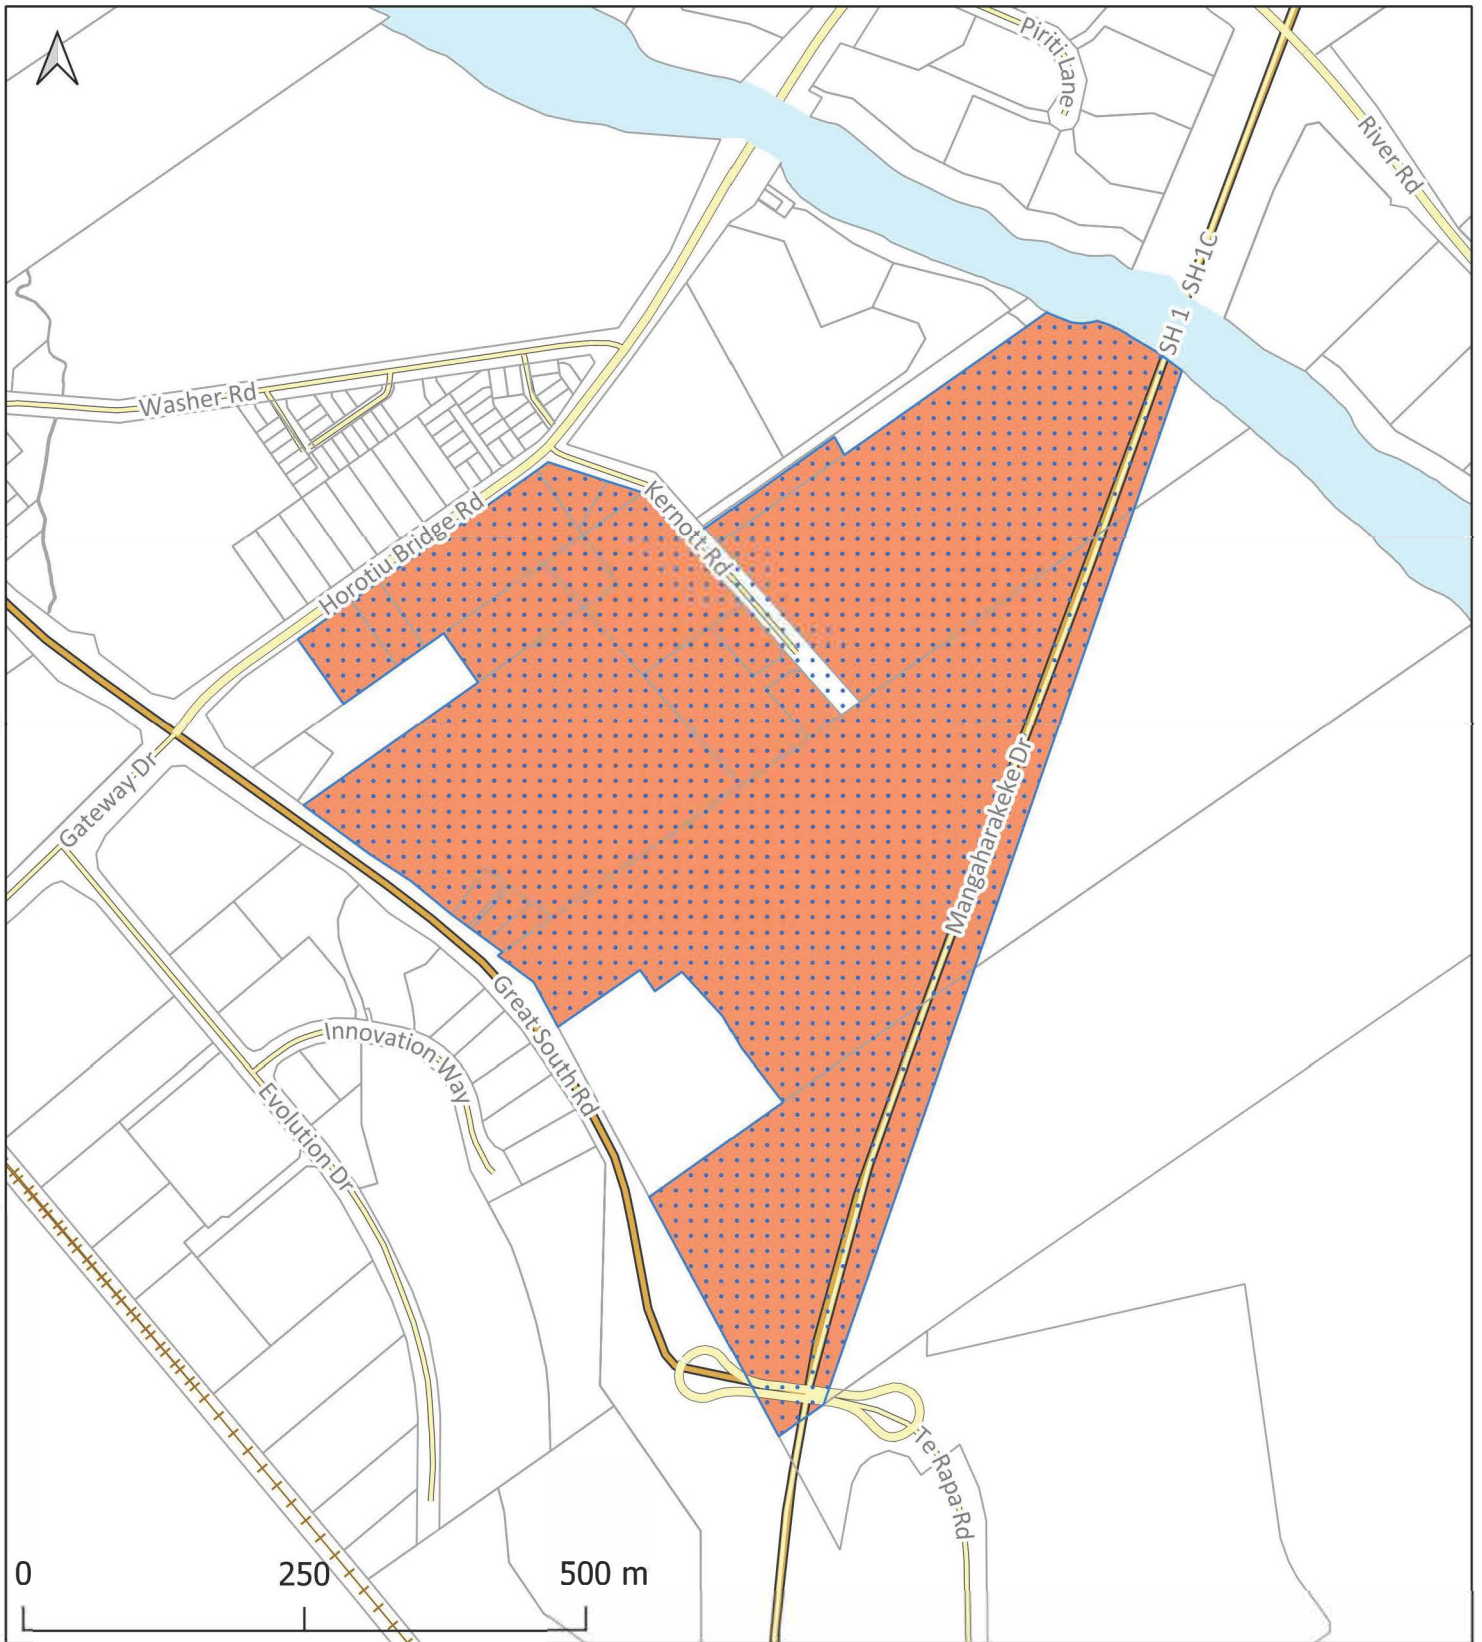 Piriti Lane
River Rd
SH 1C
SH 1
Washer Rd
Kernott Rd
Horotiu Bridge Rd
Gateway Dr
Mangaharakeke Dr
Great South Rd
Innovation Way
Evolution Dr
Te Rapa Rd
0 250 500 m